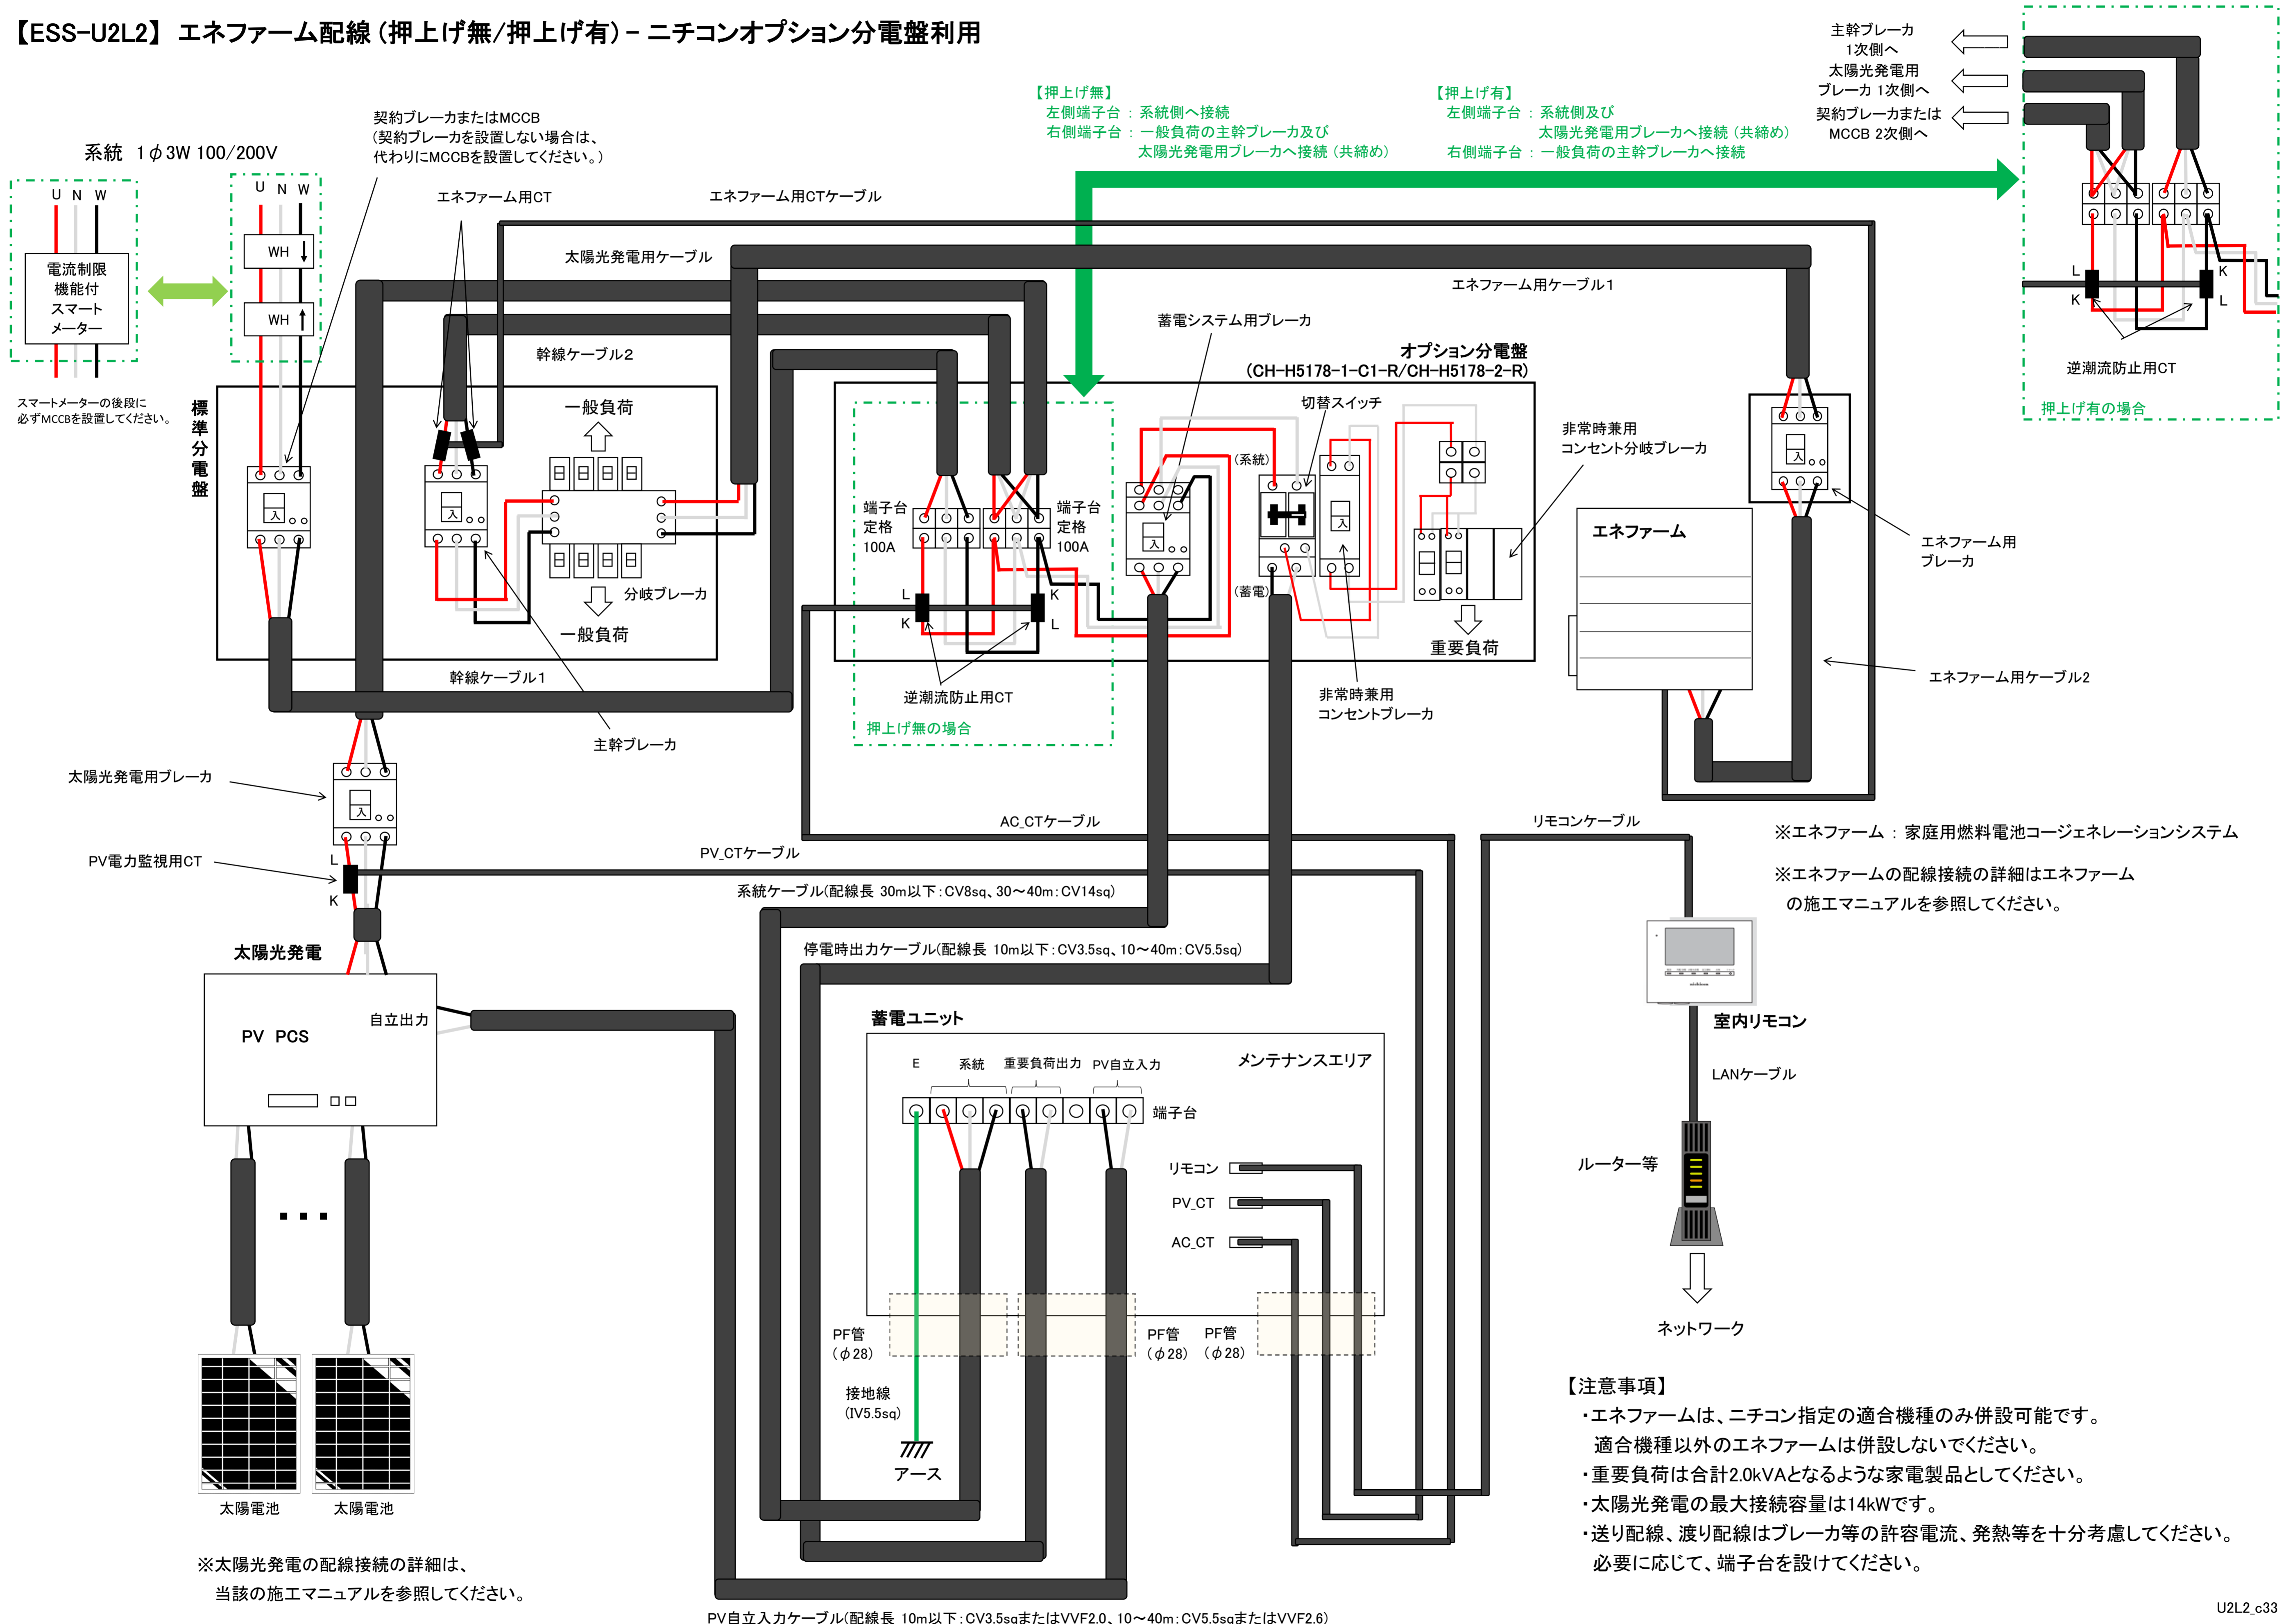 【ESS-U2L2】 エネファーム配線(押上げ無/押上げ有) - ニチコンオプション分電盤利用
系統 1φ3W 100/200V
U N W
電流制限
機能付
スマート
メーター
スマートメーターの後段に
必ずMCCBを設置してください。
U N W
WH
WH
契約ブレーカまたはMCCB
(契約ブレーカを設置しない場合は、
代わりにMCCBを設置してください。)
エネファーム用CT
エネファーム用CTケーブル
太陽光発電用ケーブル
幹線ケーブル2
【押上げ無】
左側端子台 : 系統側へ接続
右側端子台 : 一般負荷の主幹ブレーカ及び
太陽光発電用ブレーカへ接続(共締め)
【押上げ有】
左側端子台 : 系統側及び
太陽光発電用ブレーカへ接続(共締め)
右側端子台 : 一般負荷の主幹ブレーカへ接続
主幹ブレーカ
1次側へ
太陽光発電用
ブレーカ 1次側へ
契約ブレーカまたは
MCCB 2次側へ
L
K
K
L
逆潮流防止用CT
押上げ有の場合
エネファーム用ケーブル1
蓄電システム用ブレーカ
オプション分電盤
(CH-H5178-1-C1-R/CH-H5178-2-R)
標準分電盤
入
入
一般負荷
分岐ブレーカ
一般負荷
幹線ケーブル1
主幹ブレーカ
端子台
定格
100A
端子台
定格
100A
L
K
K
L
逆潮流防止用CT
押上げ無の場合
入
(系統)
(蓄電)
切替スイッチ
入
非常時兼用
コンセントブレーカ
非常時兼用
コンセント分岐ブレーカ
重要負荷
入
エネファーム
エネファーム用
ブレーカ
エネファーム用ケーブル2
太陽光発電用ブレーカ
入
PV電力監視用CT
L
K
AC_CTケーブル
PV_CTケーブル
リモコンケーブル
系統ケーブル(配線長 30m以下:CV8sq、30~40m:CV14sq)
停電時出力ケーブル(配線長 10m以下:CV3.5sq、10~40m:CV5.5sq)
※エネファーム : 家庭用燃料電池コージェネレーションシステム
※エネファームの配線接続の詳細はエネファーム
の施工マニュアルを参照してください。
太陽光発電
PV PCS
自立出力
太陽電池
太陽電池
※太陽光発電の配線接続の詳細は、
当該の施工マニュアルを参照してください。
蓄電ユニット
メンテナンスエリア
E
系統
重要負荷出力
PV自立入力
端子台
リモコン
PV_CT
AC_CT
PF管
(φ28)
PF管
(φ28)
PF管
(φ28)
接地線
(IV5.5sq)
アース
PV自立入力ケーブル(配線長 10m以下:CV3.5sqまたはVVF2.0、10~40m:CV5.5sqまたはVVF2.6)
室内リモコン
LANケーブル
ルーター等
ネットワーク
【注意事項】
・エネファームは、ニチコン指定の適合機種のみ併設可能です。
適合機種以外のエネファームは併設しないでください。
・重要負荷は合計2.0kVAとなるような家電製品としてください。
・太陽光発電の最大接続容量は14kWです。
・送り配線、渡り配線はブレーカ等の許容電流、発熱等を十分考慮してください。
必要に応じて、端子台を設けてください。
U2L2_c33